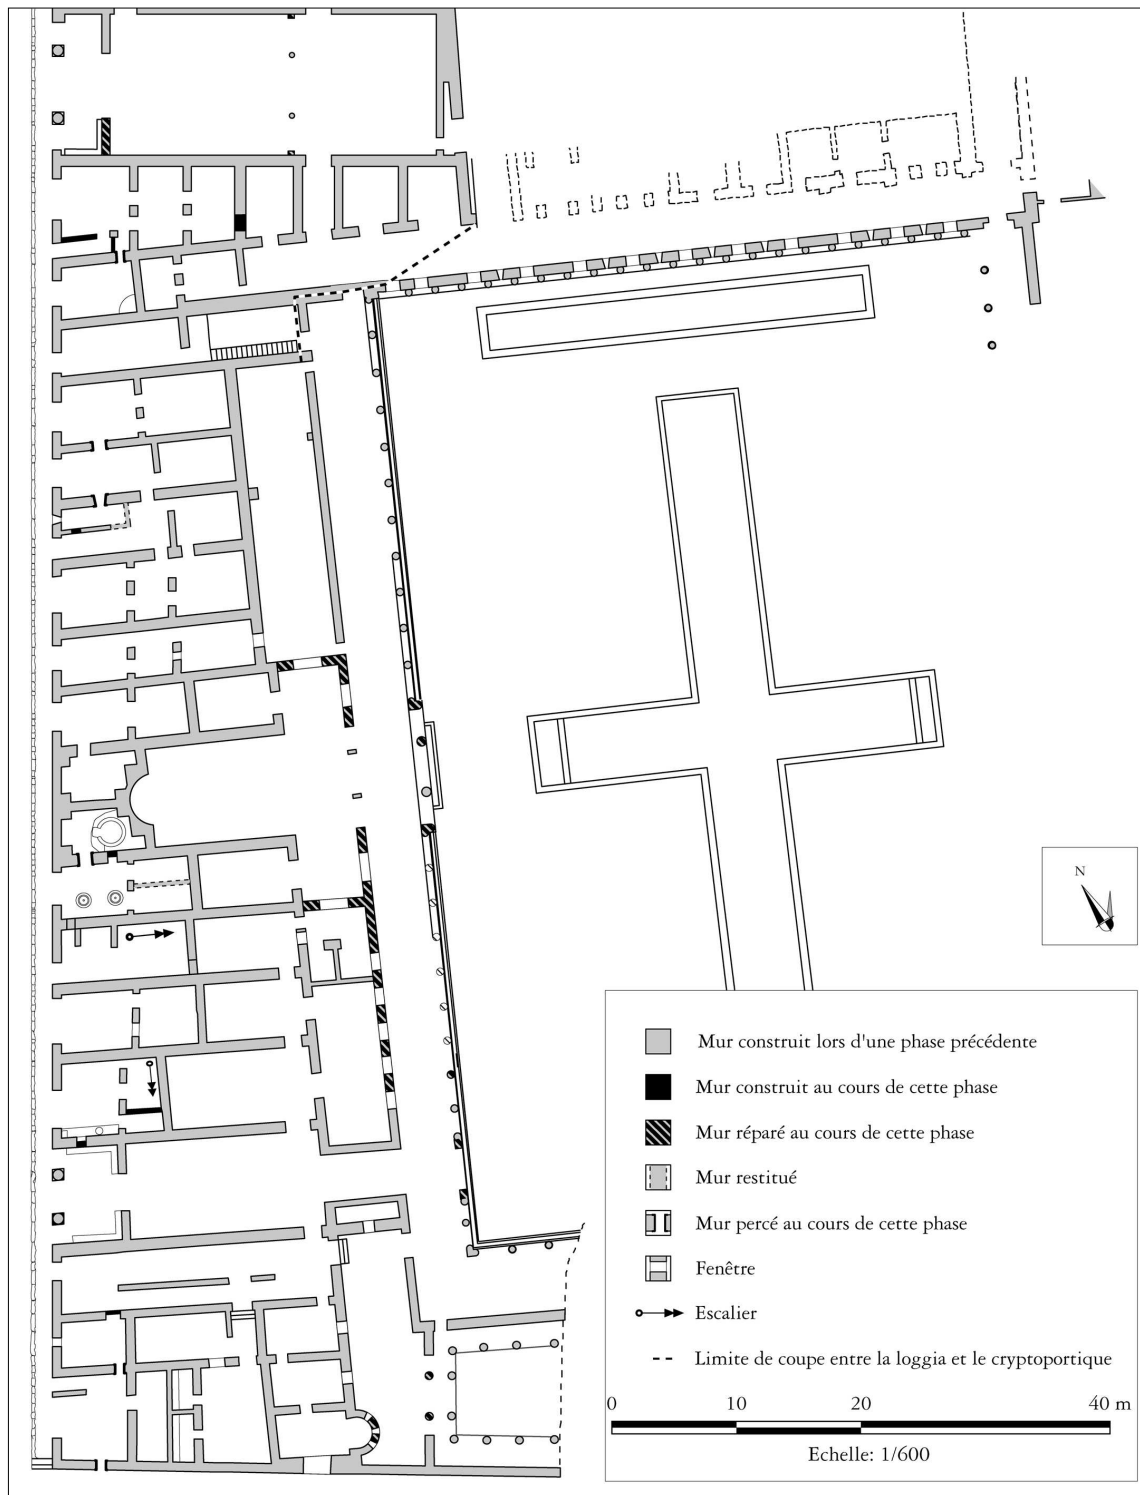 N
Mur construit lors d'une phase précédente
Mur construit au cours de cette phase
Mur réparé au cours de cette phase
Mur restitué
Mur percé au cours de cette phase
Fenêtre
Escalier
Limite de coupe entre la loggia et le cryptoportique
0 10 20 40 m
Echelle: 1/600